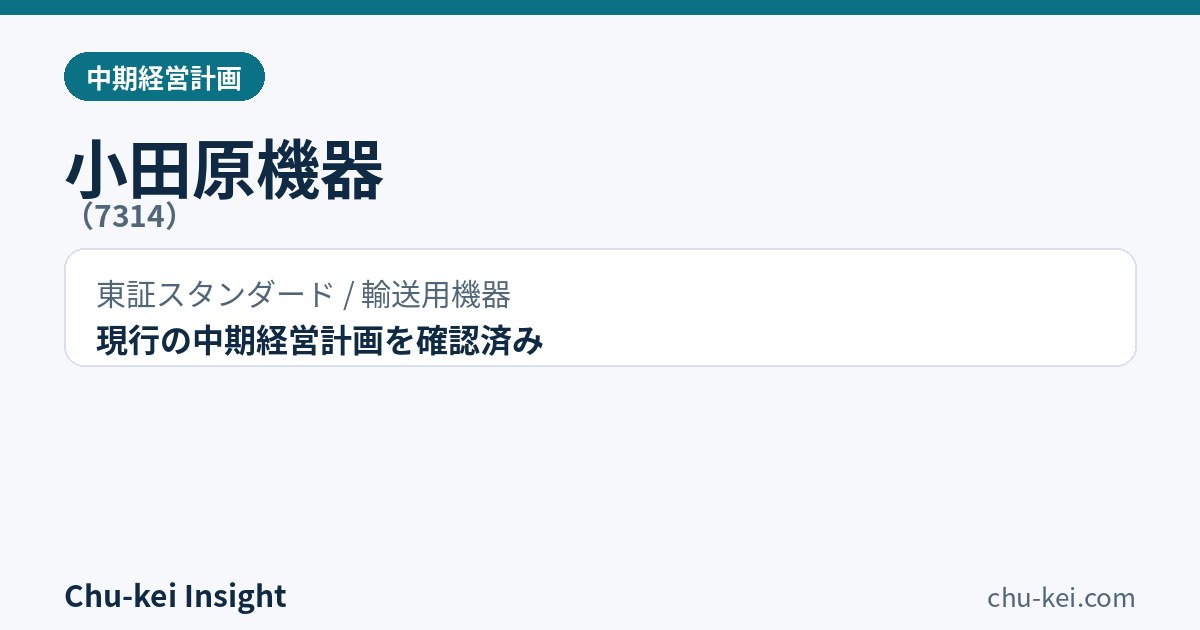 中期経営計画
小田原機器
（7314）
東証スタンダード / 輸送用機器
現行の中期経営計画を確認済み
Chu-kei Insight
chu-kei.com